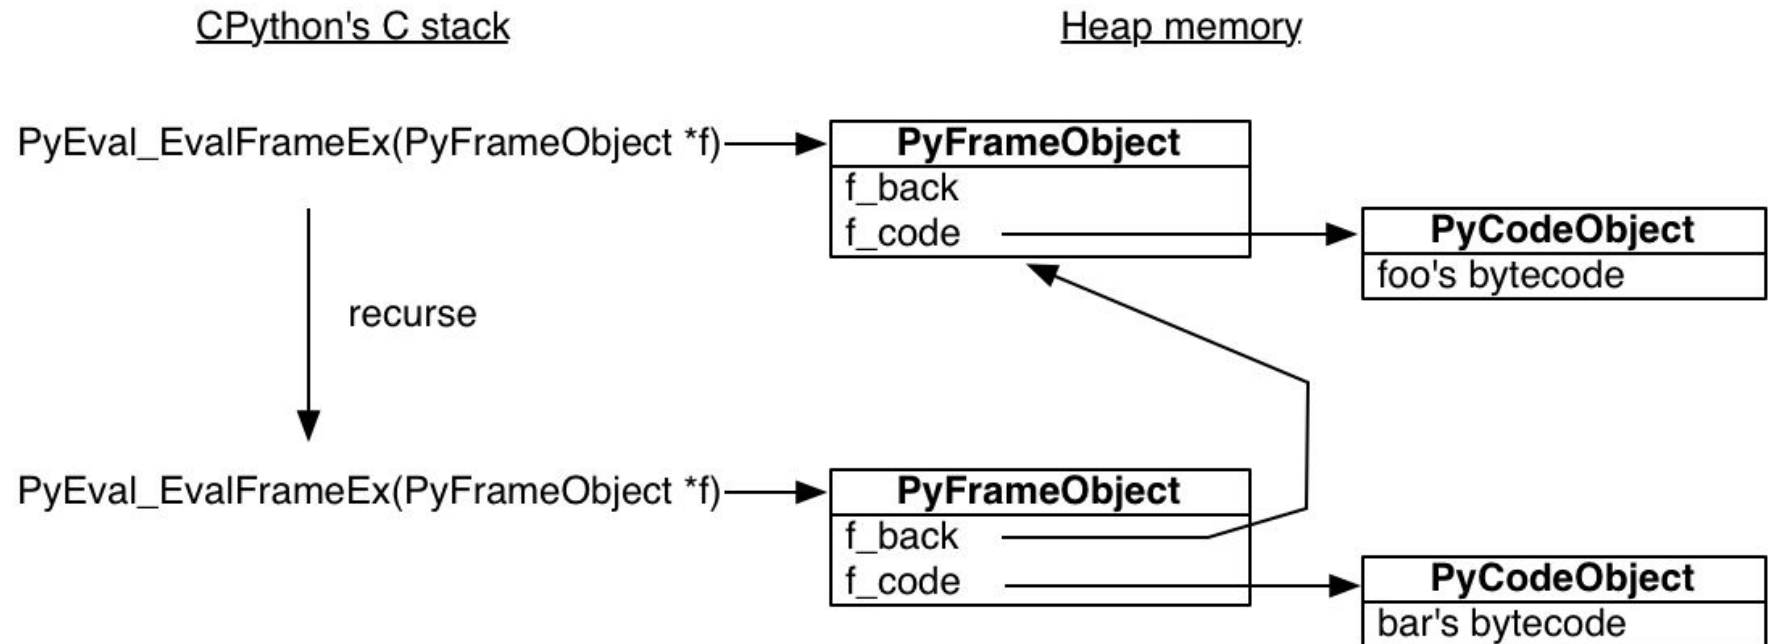 CPython's C stack
Heap memory
PyEval_EvalFrameEx(PyFrameObject *f)
PyFrameObject
f_back
f_code
PyCodeObject
foo's bytecode
recurse
PyEval_EvalFrameEx(PyFrameObject *f)
PyFrameObject
f_back
f_code
PyCodeObject
bar's bytecode